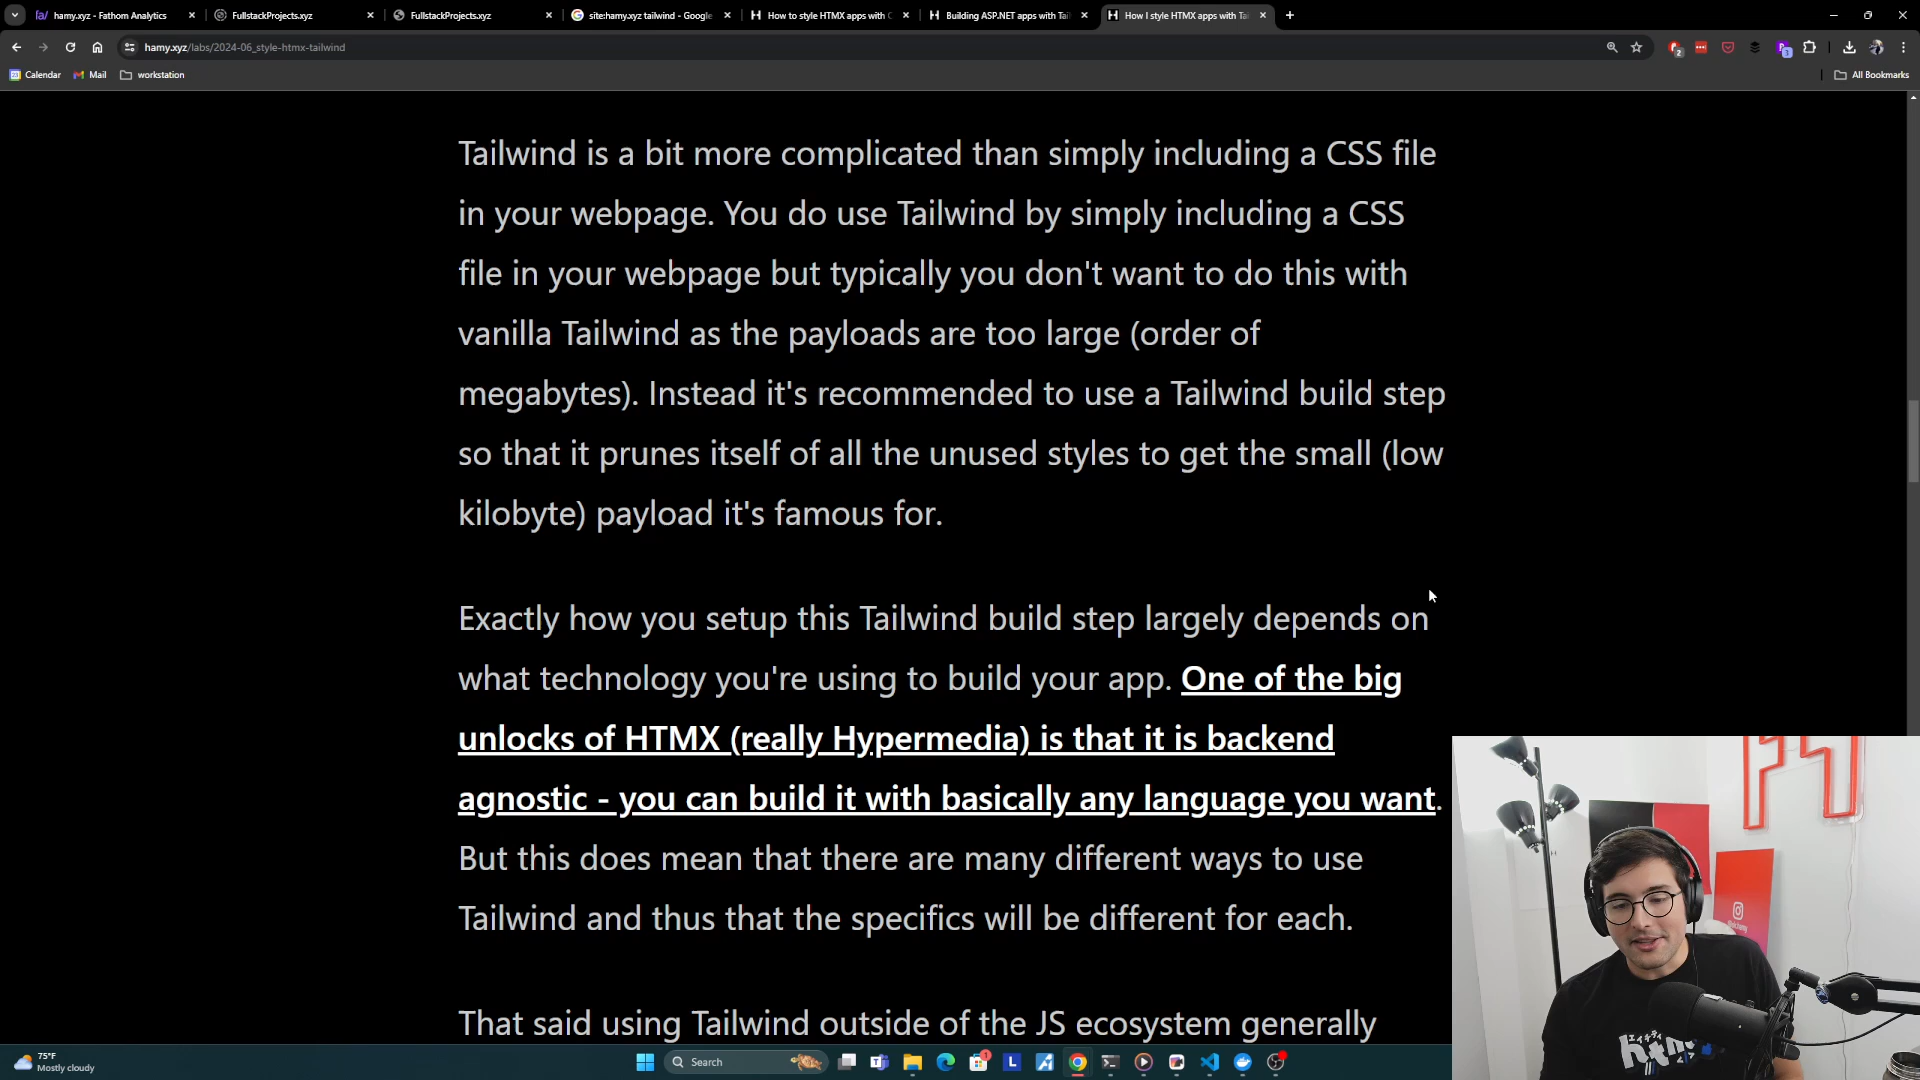 hamy.xyz - Fathom Analytics
FullstackProjects.xyz
FullstackProjects.xyz
site:hamy.xyz tailwind - Google
How to style HTMX apps with C
Building ASP.NET apps with Tail
How I style HTMX apps with Tai
hamy.xyz/labs/2024-06_style-htmx-tailwind
Calendar
Mail
workstation
All Bookmarks
Tailwind is a bit more complicated than simply including a CSS file
in your webpage. You do use Tailwind by simply including a CSS
file in your webpage but typically you don't want to do this with
vanilla Tailwind as the payloads are too large (order of
megabytes). Instead it's recommended to use a Tailwind build step
so that it prunes itself of all the unused styles to get the small (low
kilobyte) payload it's famous for.
Exactly how you setup this Tailwind build step largely depends on
what technology you're using to build your app. One of the big
unlocks of HTMX (really Hypermedia) is that it is backend
agnostic - you can build it with basically any language you want.
But this does mean that there are many different ways to use
Tailwind and thus that the specifics will be different for each.
That said using Tailwind outside of the JS ecosystem generally
75°F
Mostly cloudy
Search